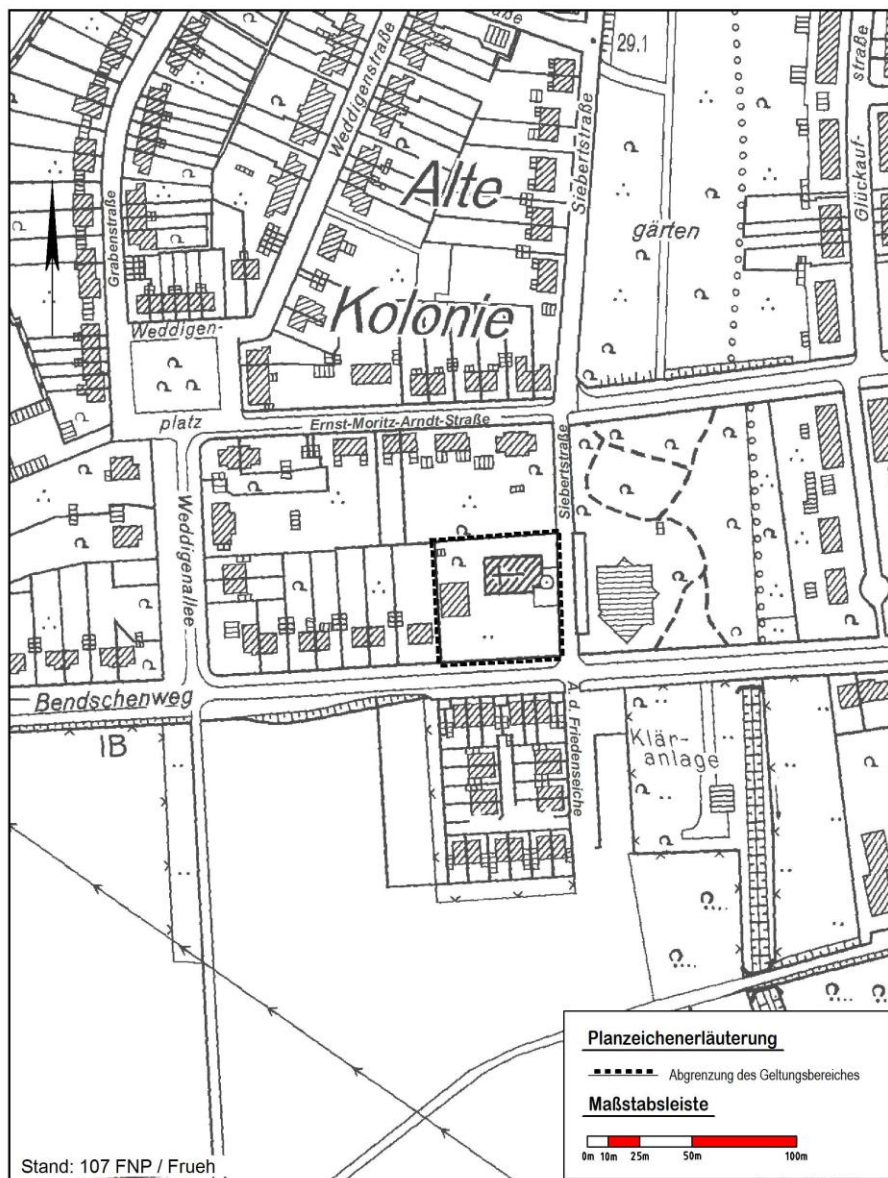 29.1
straße
Glückauf-
Weddigenstraße
Siebertstraße
Alte
Grabenstraße
gärten
Kolonie
Weddigen-
platz
Ernst-Moritz-Arndt-Straße
Siebertstraße
Weddigenallee
Bendschenweg
IB
A. d. Friedenseiche
Klär-
anlage
Planzeichenerläuterung
Abgrenzung des Geltungsbereiches
Maßstabsleiste
0m 10m 25m 50m 100m
Stand: 107 FNP / Frueh